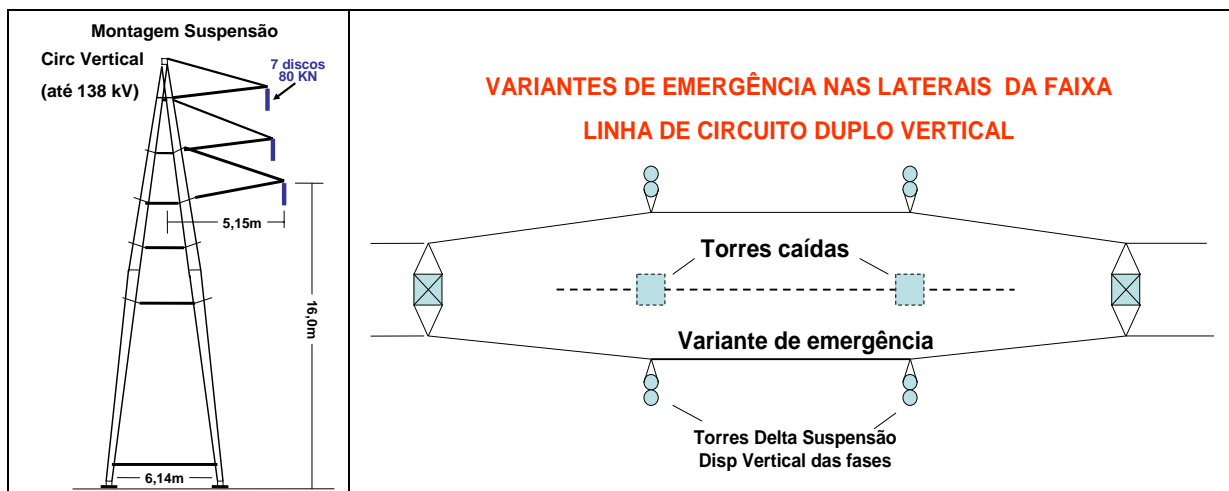 Montagem Suspensão
Circ Vertical
(até 138 kV)
7 discos
80 KN
5,15m
16,0m
6,14m
VARIANTES DE EMERGÊNCIA NAS LATERAIS DA FAIXA
LINHA DE CIRCUITO DUPLO VERTICAL
Torres caídas
Variante de emergência
Torres Delta Suspensão
Disp Vertical das fases